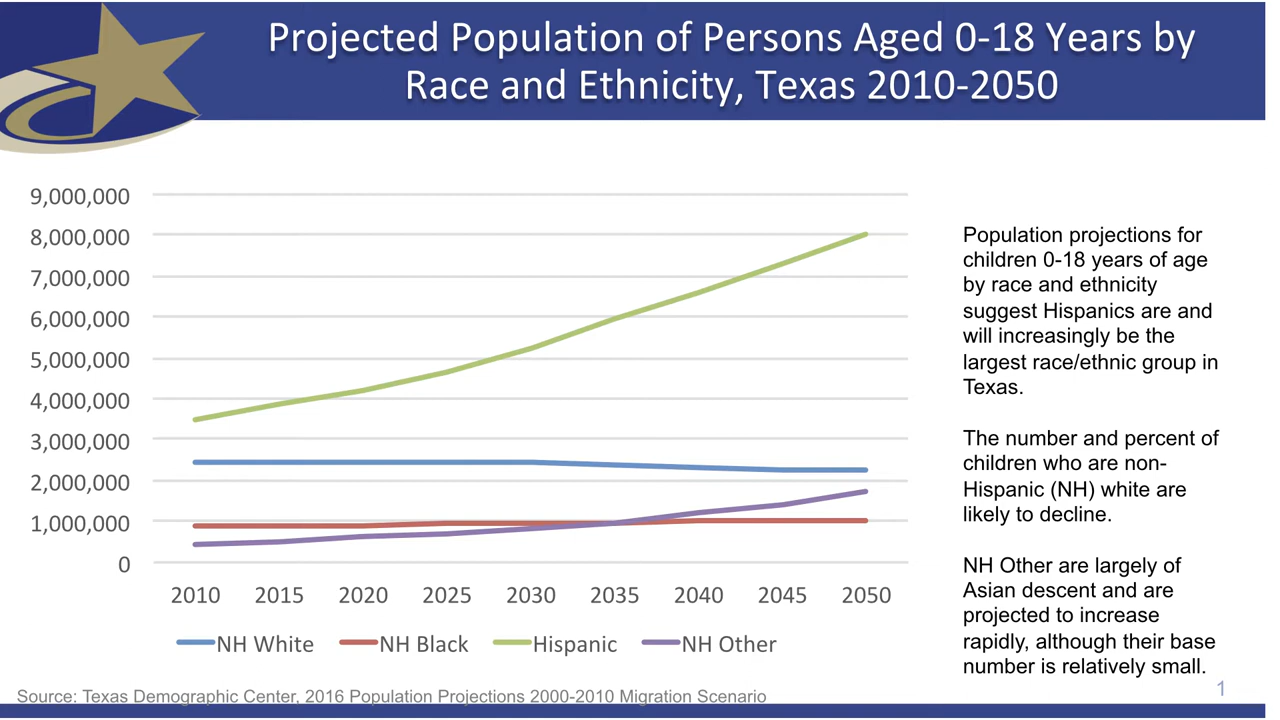 Projected Population of Persons Aged 0-18 Years by
Race and Ethnicity, Texas 2010-2050
9,000,000
8,000,000
7,000,000
6,000,000
5,000,000
4,000,000
3,000,000
2,000,000
1,000,000
0
2010 2015 2020 2025 2030 2035 2040 2045 2050
NH White NH Black Hispanic NH Other
Population projections for
children 0-18 years of age
by race and ethnicity
suggest Hispanics are and
will increasingly be the
largest race/ethnic group in
Texas.
The number and percent of
children who are non-
Hispanic (NH) white are
likely to decline.
NH Other are largely of
Asian descent and are
projected to increase
rapidly, although their base
number is relatively small.
Source: Texas Demographic Center, 2016 Population Projections 2000-2010 Migration Scenario
1